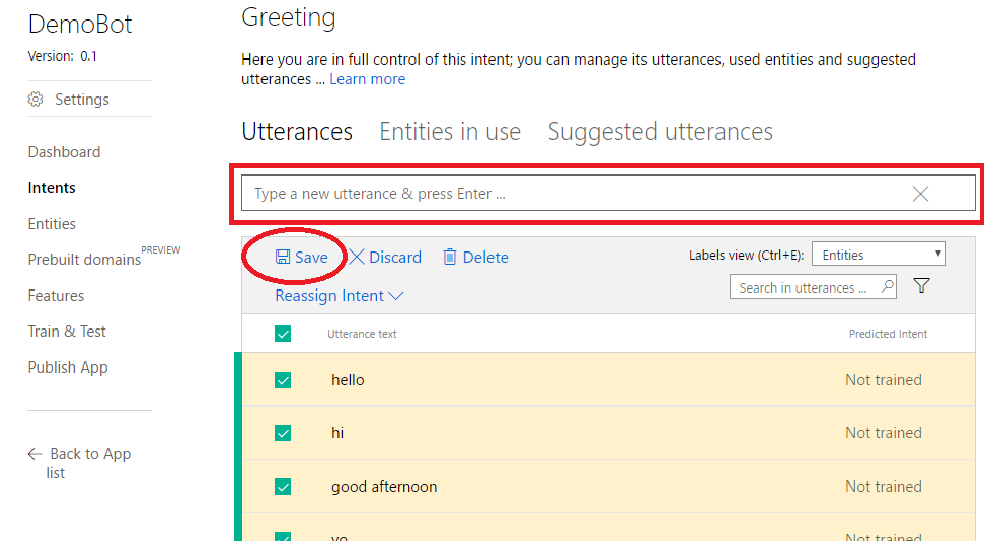 DemoBot
Version: 0.1
Settings
Dashboard
Intents
Entities
Prebuilt domains PREVIEW
Features
Train & Test
Publish App
Back to App
list
Greeting
Here you are in full control of this intent; you can manage its utterances, used entities and suggested
utterances ... Learn more
Utterances Entities in use Suggested utterances
Type a new utterance & press Enter ...
Save Discard Delete Labels view (Ctrl+E): Entities
Reassign Intent Search in utterances ...
Utterance text Predicted Intent
hello Not trained
hi Not trained
good afternoon Not trained
yo Not trained